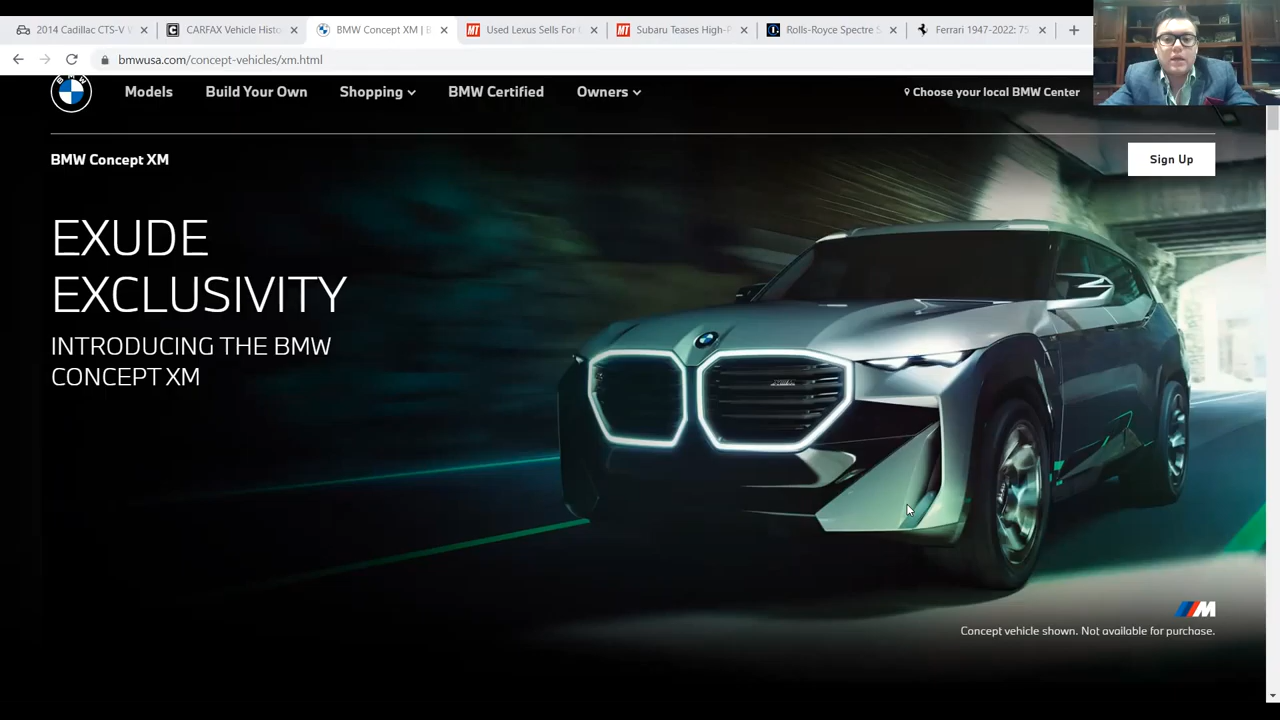 2014 Cadillac CTS-V W
CARFAX Vehicle Histo
BMW Concept XM | B
Used Lexus Sells For
Subaru Teases High-P
Rolls-Royce Spectre S
Ferrari 1947-2022: 75
bmwusa.com/concept-vehicles/xm.html
Models
Build Your Own
Shopping
BMW Certified
Owners
Choose your local BMW Center
BMW Concept XM
Sign Up
EXUDE
EXCLUSIVITY
INTRODUCING THE BMW
CONCEPT XM
M
Concept vehicle shown. Not available for purchase.